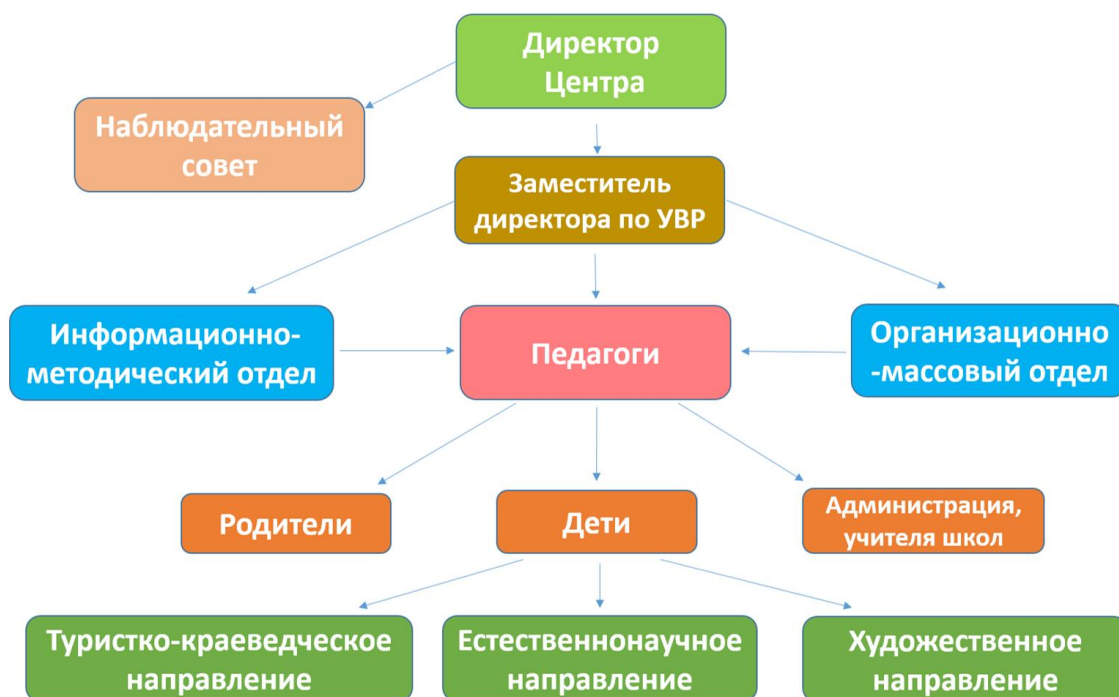 Директор
Центра
Наблюдательный
совет
Заместитель
директора по УВР
Информационно-
методический отдел
Педагоги
Организационно
-массовый отдел
Родители
Дети
Администрация,
учителя школ
Туристко-краеведческое
направление
Естественнонаучное
направление
Художественное
направление